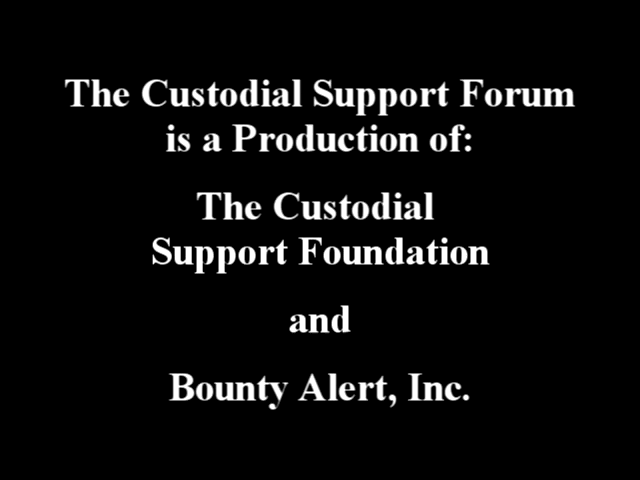 The Custodial Support Forum
is a Production of:
The Custodial
Support Foundation
and
Bounty Alert, Inc.